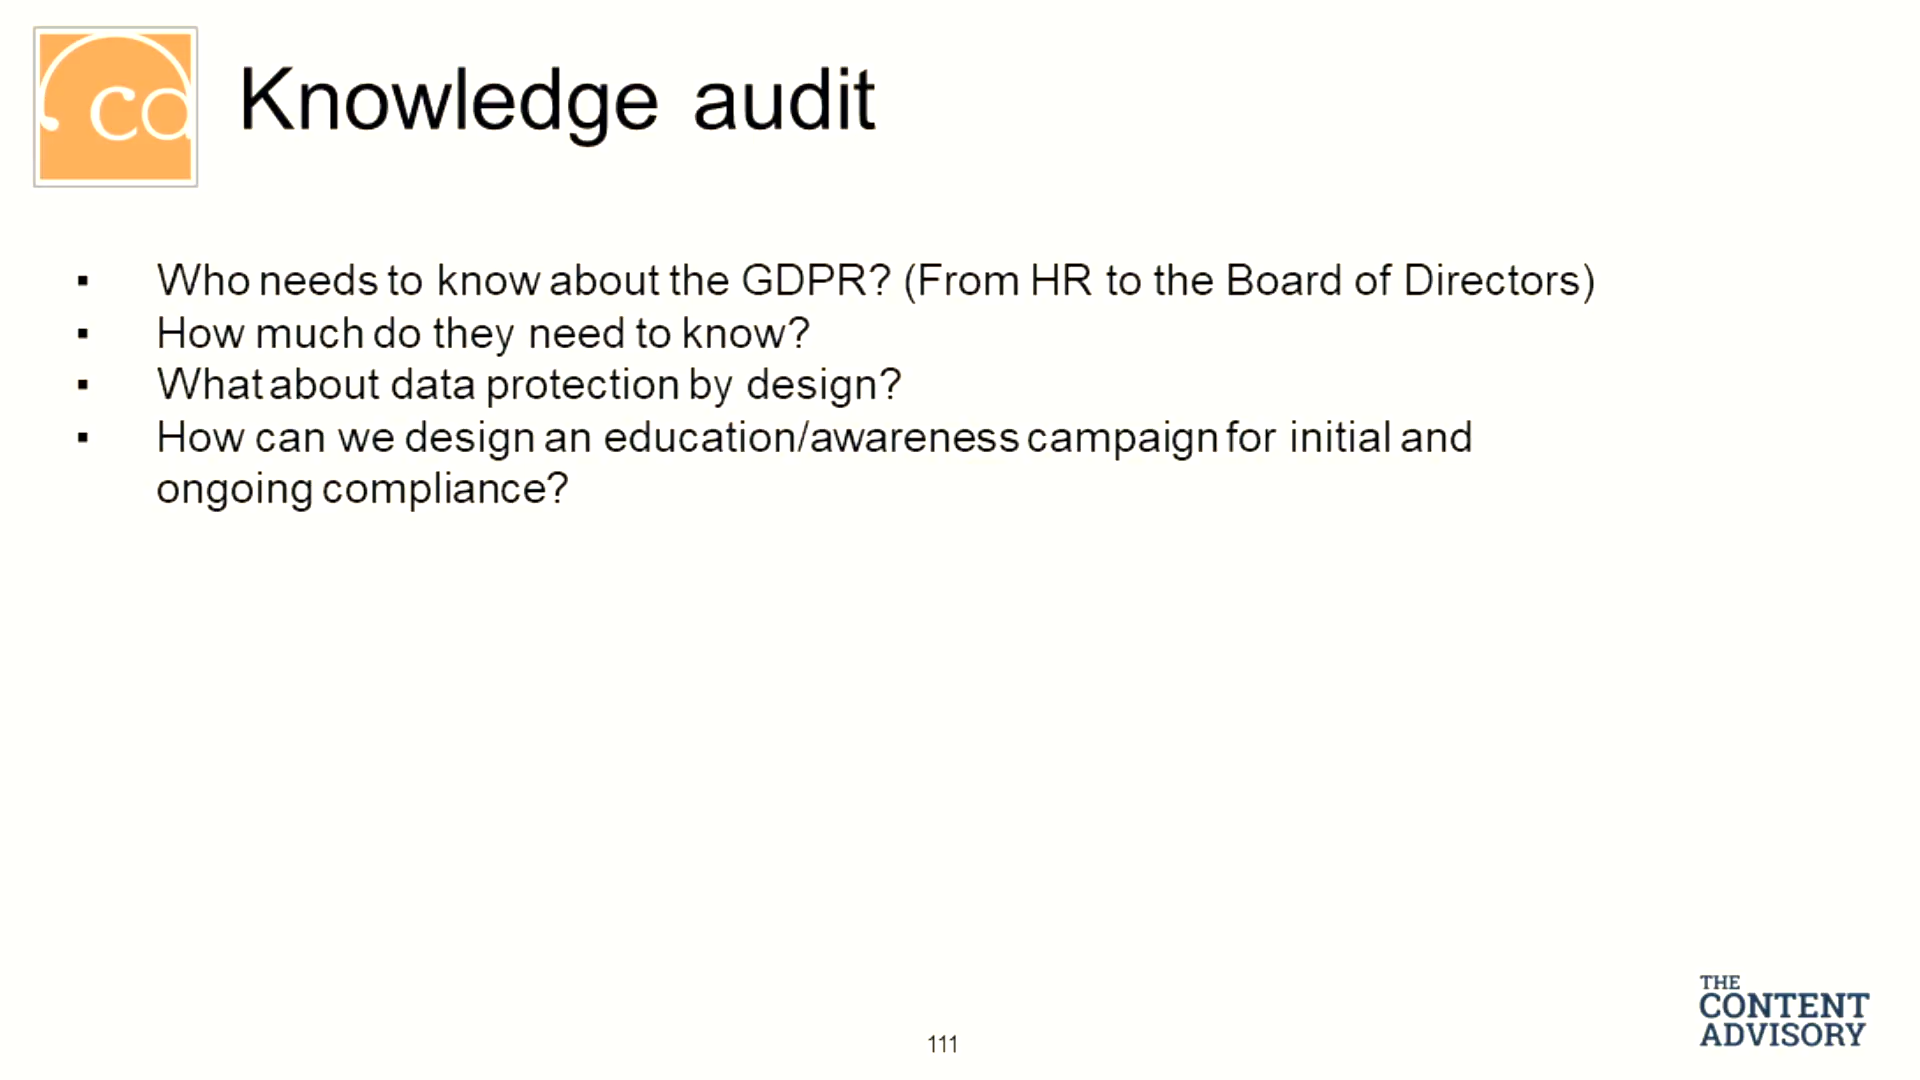 ca
Knowledge audit
▪ Who needs to know about the GDPR? (From HR to the Board of Directors)
▪ How much do they need to know?
▪ What about data protection by design?
▪ How can we design an education/awareness campaign for initial and
ongoing compliance?
THE
CONTENT
ADVISORY
111